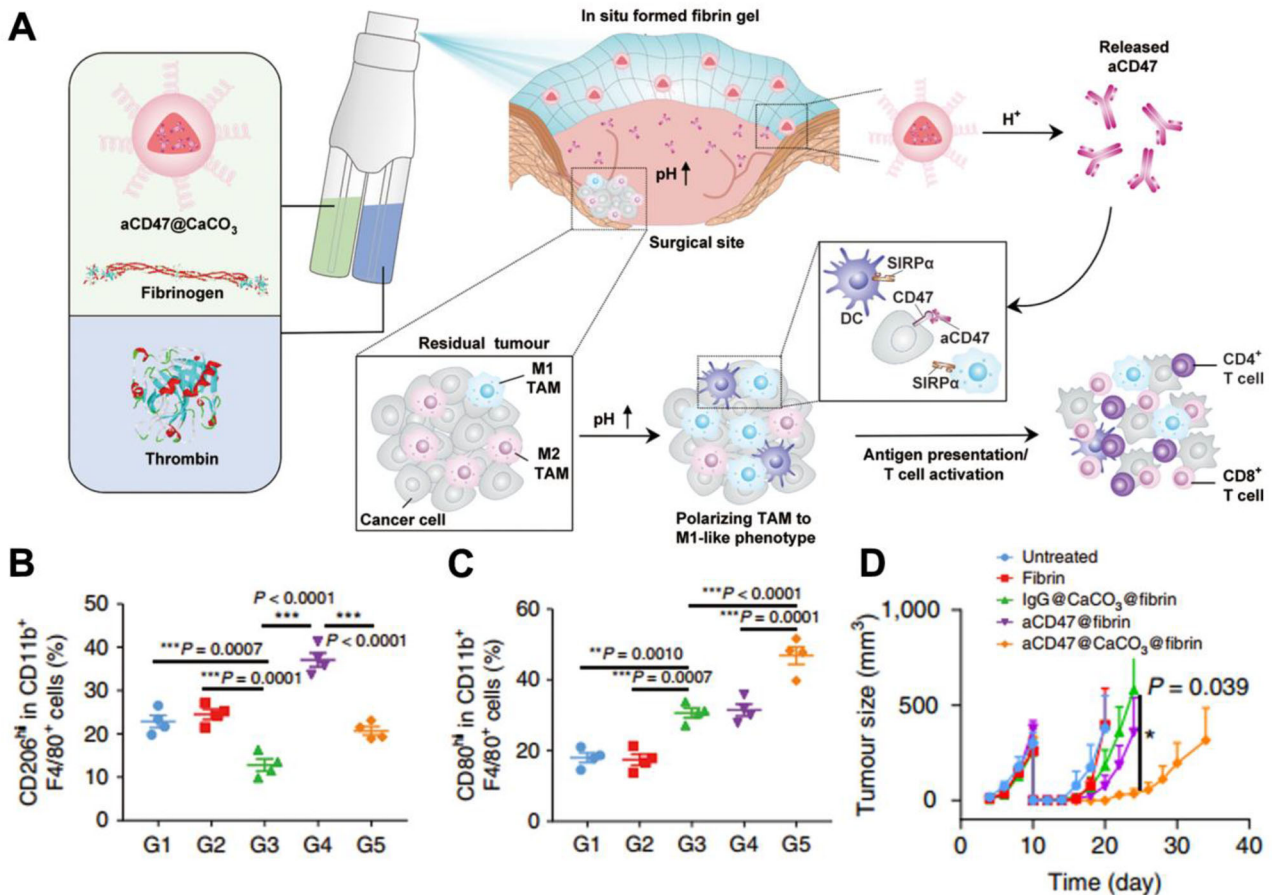 A
In situ formed fibrin gel
Released
aCD47
H⁺
pH ↑
aCD47@CaCO₃
Surgical site
Fibrinogen
SIRPα
CD47
DC
aCD47
SIRPα
Residual tumour
M1
TAM
M2
TAM
Cancer cell
pH ↑
Thrombin
Polarizing TAM to
M1-like phenotype
Antigen presentation/
T cell activation
CD4⁺
T cell
CD8⁺
T cell
B
CD206ʰⁱ in CD11b⁺
F4/80⁺ cells (%)
50
40
30
20
10
0
P < 0.0001
*** ***
***P = 0.0007
P < 0.0001
***P = 0.0001
G1 G2 G3 G4 G5
C
CD80ʰⁱ in CD11b⁺
F4/80⁺ cells (%)
60
40
20
0
***P < 0.0001
***P = 0.0001
**P = 0.0010
***P = 0.0007
G1 G2 G3 G4 G5
D
Untreated
Fibrin
IgG@CaCO₃@fibrin
aCD47@fibrin
aCD47@CaCO₃@fibrin
Tumour size (mm³)
1,000
500
0
P = 0.039
*
0 10 20 30 40
Time (day)